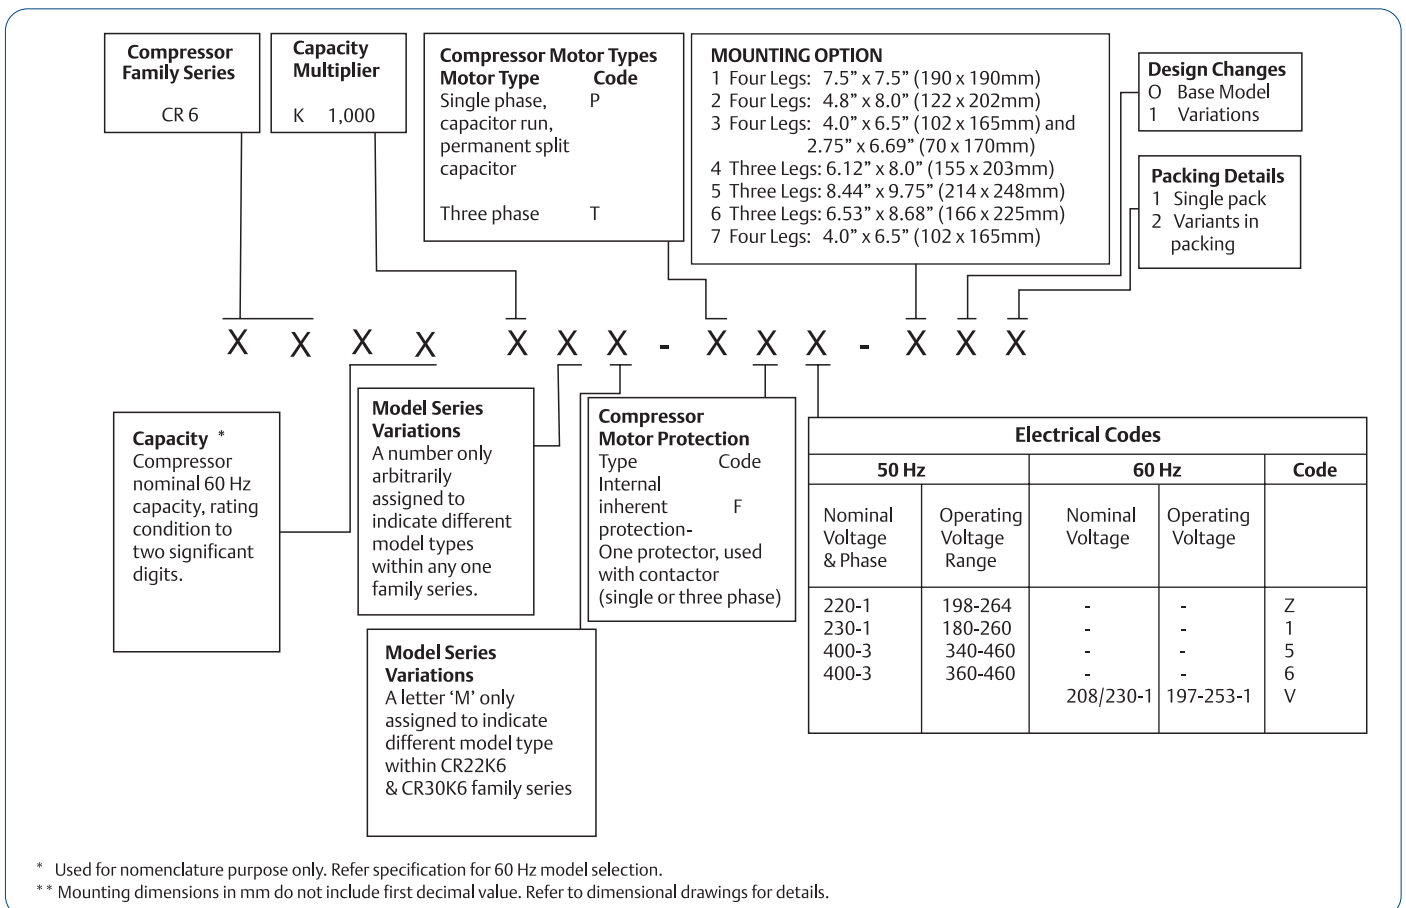 Compressor
Family Series
CR 6
Capacity
Multiplier
K 1,000
Compressor Motor Types
Motor Type Code
Single phase, P
capacitor run,
permanent split
capacitor
Three phase T
MOUNTING OPTION
1 Four Legs: 7.5” x 7.5” (190 x 190mm)
2 Four Legs: 4.8” x 8.0” (122 x 202mm)
3 Four Legs: 4.0” x 6.5” (102 x 165mm) and
2.75” x 6.69” (70 x 170mm)
4 Three Legs: 6.12” x 8.0” (155 x 203mm)
5 Three Legs: 8.44” x 9.75” (214 x 248mm)
6 Three Legs: 6.53” x 8.68” (166 x 225mm)
7 Four Legs: 4.0” x 6.5” (102 x 165mm)
Design Changes
O Base Model
1 Variations
Packing Details
1 Single pack
2 Variants in
packing
X X X X X X X - X X X - X X X
Capacity *
Compressor
nominal 60 Hz
capacity, rating
condition to
two significant
digits.
Model Series
Variations
A number only
arbitrarily
assigned to
indicate different
model types
within any one
family series.
Model Series
Variations
A letter ‘M’ only
assigned to indicate
different model type
within CR22K6
& CR30K6 family series
Compressor
Motor Protection
Type Code
Internal
inherent F
protection-
One protector, used
with contactor
(single or three phase)
Electrical Codes
50 Hz 60 Hz Code
Nominal Operating Nominal Operating
Voltage Voltage Voltage Voltage
& Phase Range
220-1 198-264 - - Z
230-1 180-260 - - 1
400-3 340-460 - - 5
400-3 360-460 - - 6
208/230-1 197-253-1 V
* Used for nomenclature purpose only. Refer specification for 60 Hz model selection.
* * Mounting dimensions in mm do not include first decimal value. Refer to dimensional drawings for details.